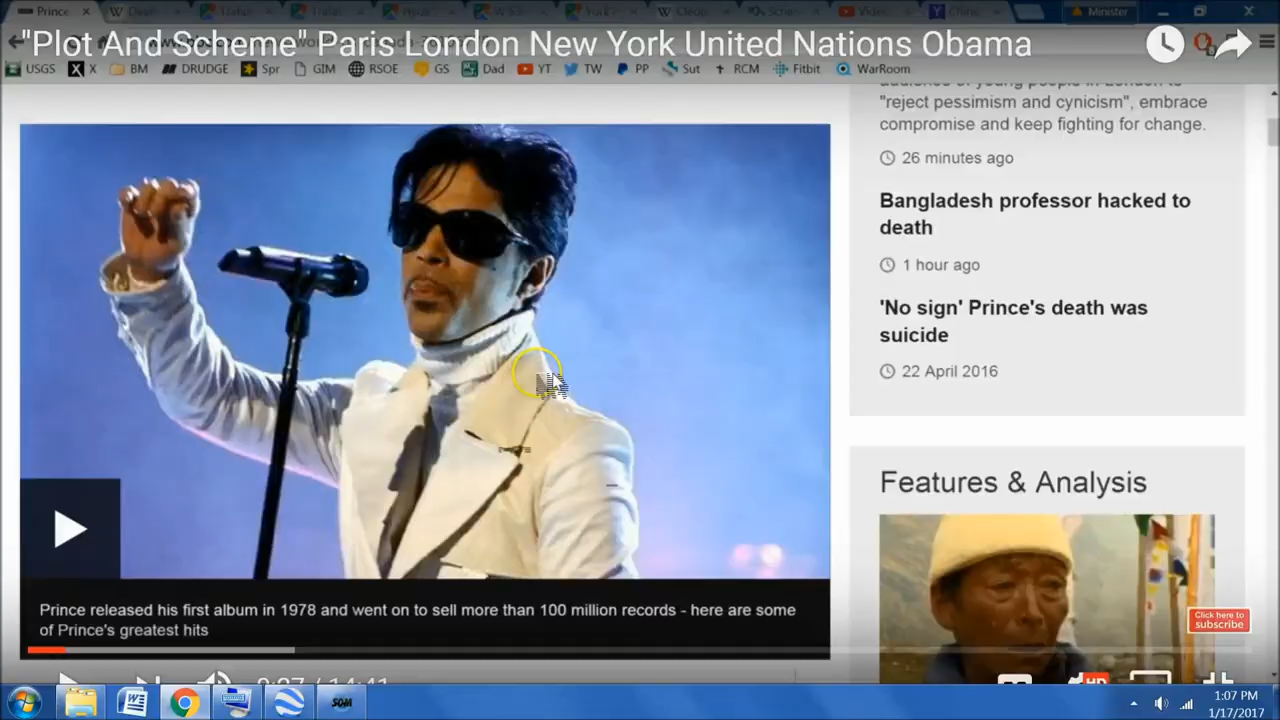 Prince
Minister
"Plot And Scheme" Paris London New York United Nations Obama
USGS X BM DRUDGE Spr GIM RSOE GS Dad YT TW PP Sut RCM Fitbit WarRoom
"reject pessimism and cynicism", embrace
compromise and keep fighting for change.
26 minutes ago
Bangladesh professor hacked to
death
1 hour ago
'No sign' Prince's death was
suicide
22 April 2016
Features & Analysis
Prince released his first album in 1978 and went on to sell more than 100 million records - here are some
of Prince's greatest hits
Click here to
subscribe
HD
1:07 PM
1/17/2017